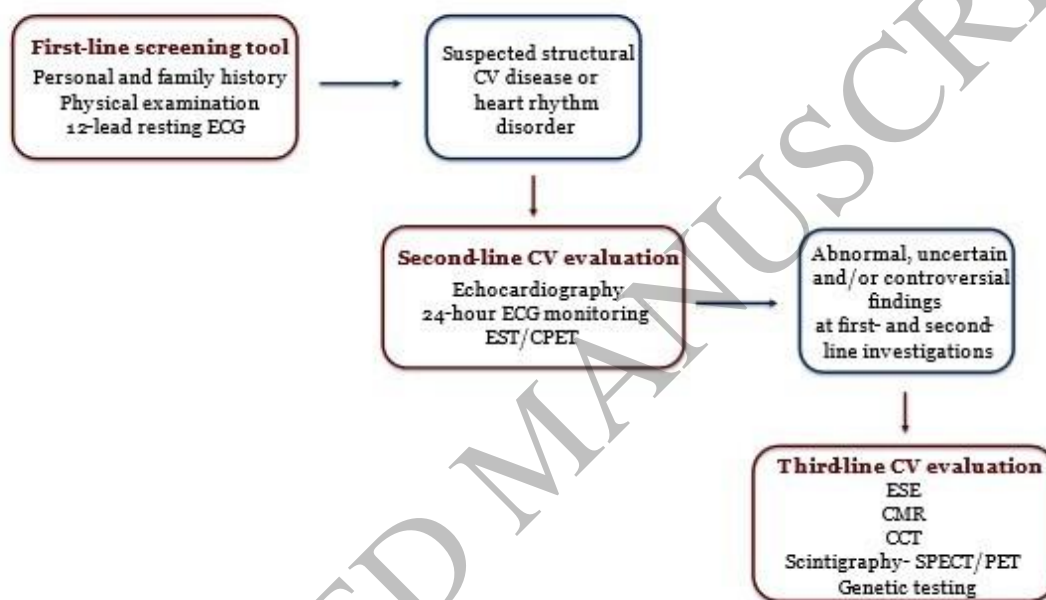 First-line screening tool
Personal and family history
Physical examination
12-lead resting ECG
Suspected structural
CV disease or
heart rhythm
disorder
Second-line CV evaluation
Echocardiography
24-hour ECG monitoring
EST/CPET
Abnormal, uncertain
and/or controversial
findings
at first- and second-
line investigations
Third-line CV evaluation
ESE
CMR
CCT
Scintigraphy- SPECT/PET
Genetic testing
ED MANUSCRI